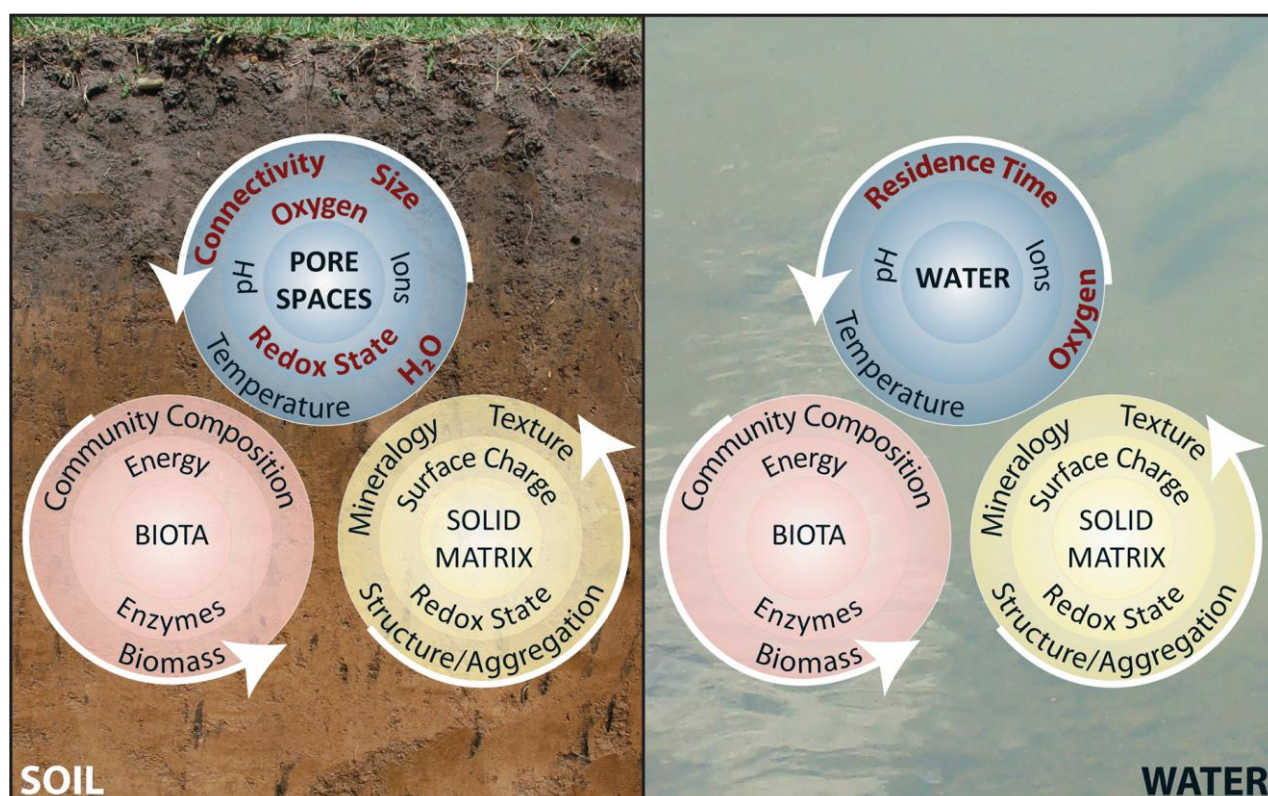 Connectivity
Size
Oxygen
pH
PORE
SPACES
Ions
Redox State
H₂O
Temperature
Community Composition
Energy
BIOTA
Enzymes
Biomass
Mineralogy
Texture
Surface Charge
SOLID
MATRIX
Redox State
Structure/Aggregation
SOIL
Residence Time
pH
WATER
Ions
Oxygen
Temperature
Community Composition
Energy
BIOTA
Enzymes
Biomass
Mineralogy
Texture
Surface Charge
SOLID
MATRIX
Redox State
Structure/Aggregation
WATER